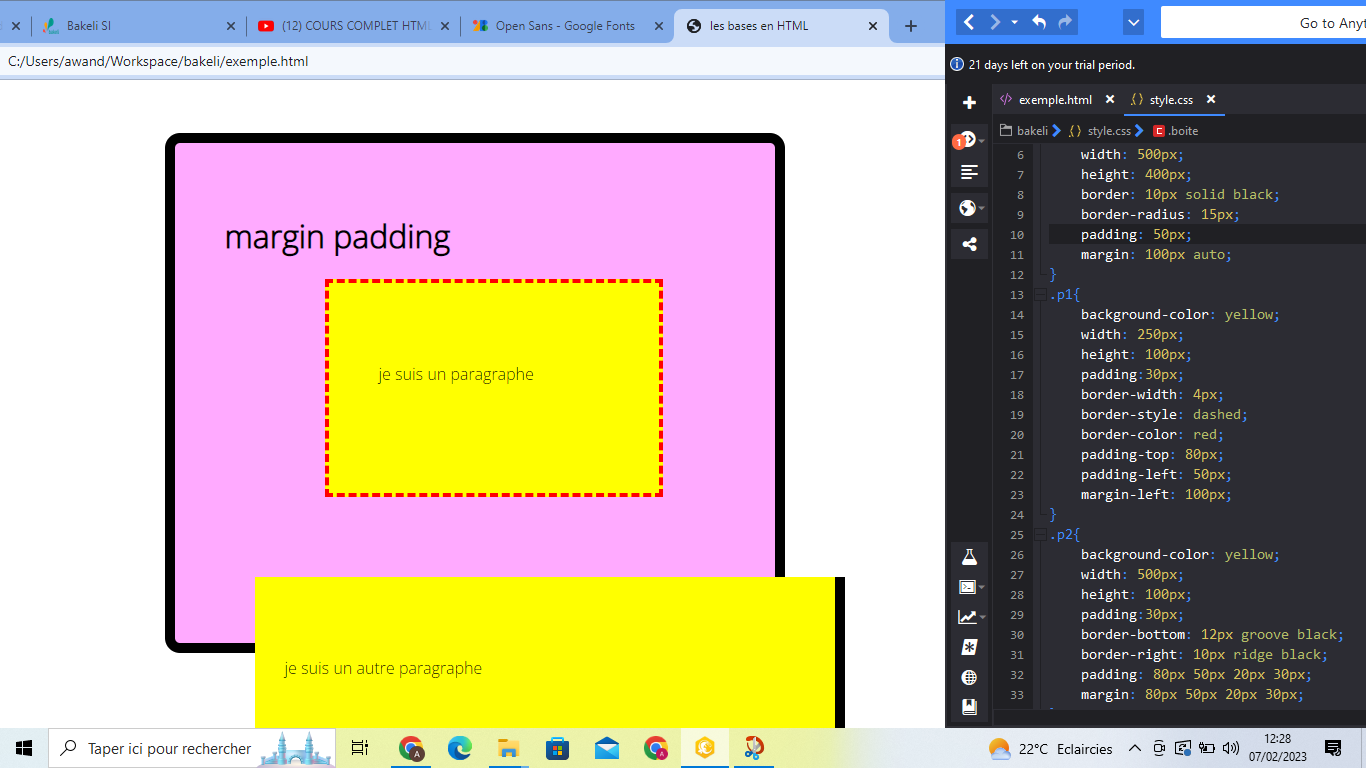 Bakeli SI
(12) COURS COMPLET HTML
Open Sans - Google Fonts
les bases en HTML
C:/Users/awand/Workspace/bakeli/exemple.html
margin padding
je suis un paragraphe
je suis un autre paragraphe
Go to Anyt
21 days left on your trial period.
exemple.html
style.css
bakeli
style.css
.boite
1
6 width: 500px;
7 height: 400px;
8 border: 10px solid black;
9 border-radius: 15px;
10 padding: 50px;
11 margin: 100px auto;
12 }
13 .p1{
14 background-color: yellow;
15 width: 250px;
16 height: 100px;
17 padding:30px;
18 border-width: 4px;
19 border-style: dashed;
20 border-color: red;
21 padding-top: 80px;
22 padding-left: 50px;
23 margin-left: 100px;
24 }
25 .p2{
26 background-color: yellow;
27 width: 500px;
28 height: 100px;
29 padding:30px;
30 border-bottom: 12px groove black;
31 border-right: 10px ridge black;
32 padding: 80px 50px 20px 30px;
33 margin: 80px 50px 20px 30px;
Taper ici pour rechercher
22°C Eclaircies
12:28
07/02/2023